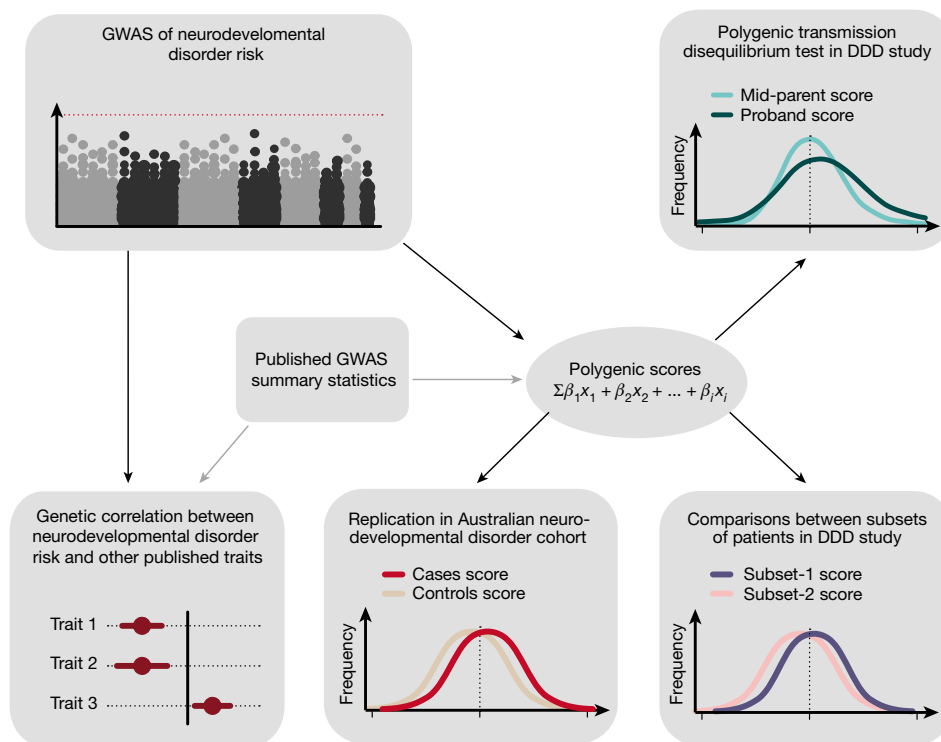 GWAS of neurodevelomental
disorder risk
Polygenic transmission
disequilibrium test in DDD study
Mid-parent score
Proband score
Frequency
Published GWAS
summary statistics
Polygenic scores
Σβ₁x₁ + β₂x₂ + ... + βᵢxᵢ
Genetic correlation between
neurodevelopmental disorder
risk and other published traits
Trait 1
Trait 2
Trait 3
Replication in Australian neuro-
developmental disorder cohort
Cases score
Controls score
Frequency
Comparisons between subsets
of patients in DDD study
Subset-1 score
Subset-2 score
Frequency